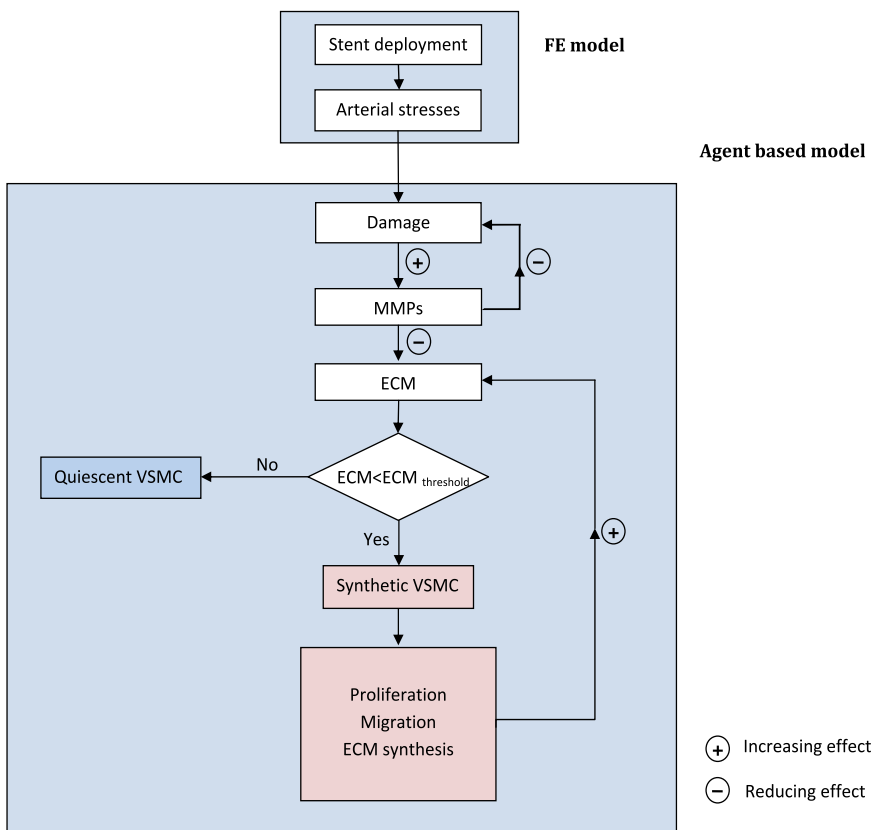 Stent deployment
FE model
Arterial stresses
Agent based model
Damage
+
−
MMPs
−
ECM
ECM<ECM threshold
No
Quiescent VSMC
Yes
+
Synthetic VSMC
Proliferation
Migration
ECM synthesis
+ Increasing effect
− Reducing effect